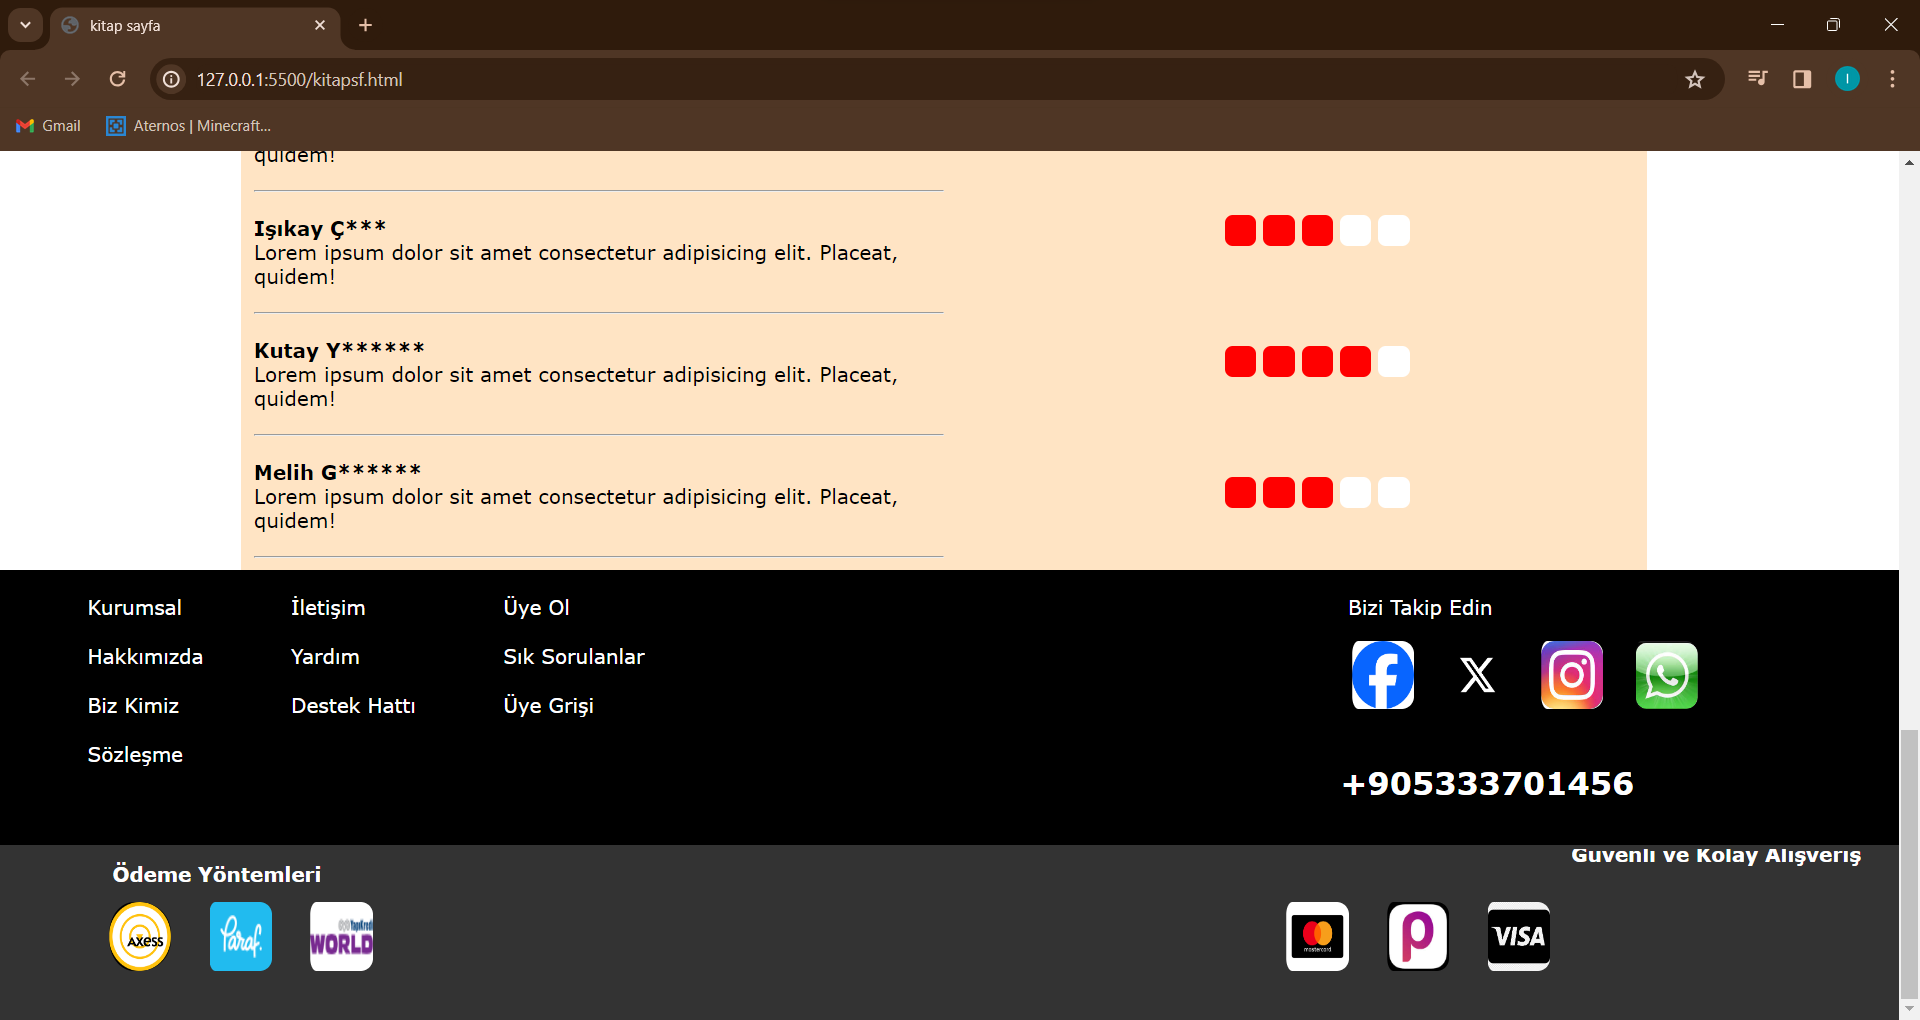 kitap sayfa
127.0.0.1:5500/kitapsf.html
Gmail
Aternos | Minecraft...
quidem!
Işıkay Ç***
Lorem ipsum dolor sit amet consectetur adipisicing elit. Placeat,
quidem!
Kutay Y******
Lorem ipsum dolor sit amet consectetur adipisicing elit. Placeat,
quidem!
Melih G******
Lorem ipsum dolor sit amet consectetur adipisicing elit. Placeat,
quidem!
Kurumsal
Hakkımızda
Biz Kimiz
Sözleşme
İletişim
Yardım
Destek Hattı
Üye Ol
Sık Sorulanlar
Üye Grişi
Bizi Takip Edin
+905333701456
Ödeme Yöntemleri
Güvenli ve Kolay Alışveriş
AXESS
Paraf.
YapıKredi
WORLD
mastercard.
VISA